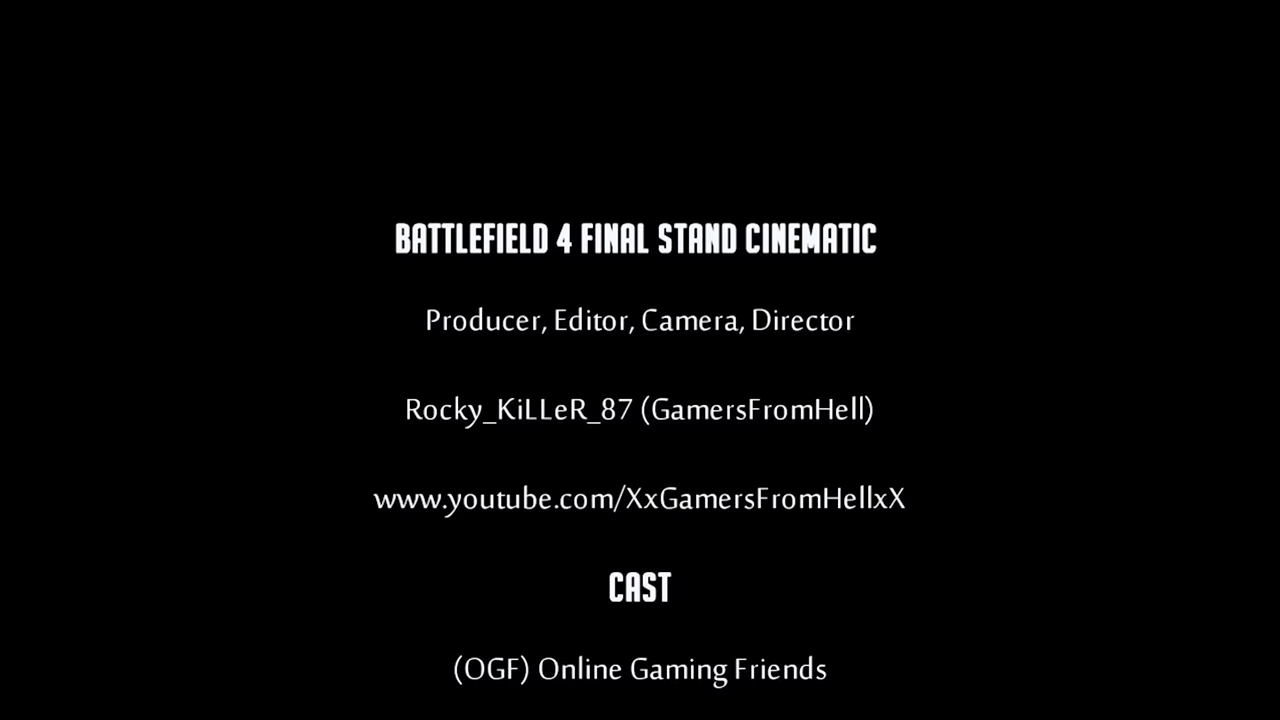 BATTLEFIELD 4 FINAL STAND CINEMATIC
Producer, Editor, Camera, Director
Rocky_KiLLeR_87 (GamersFromHell)
www.youtube.com/XxGamersFromHellxX
CAST
(OGF) Online Gaming Friends